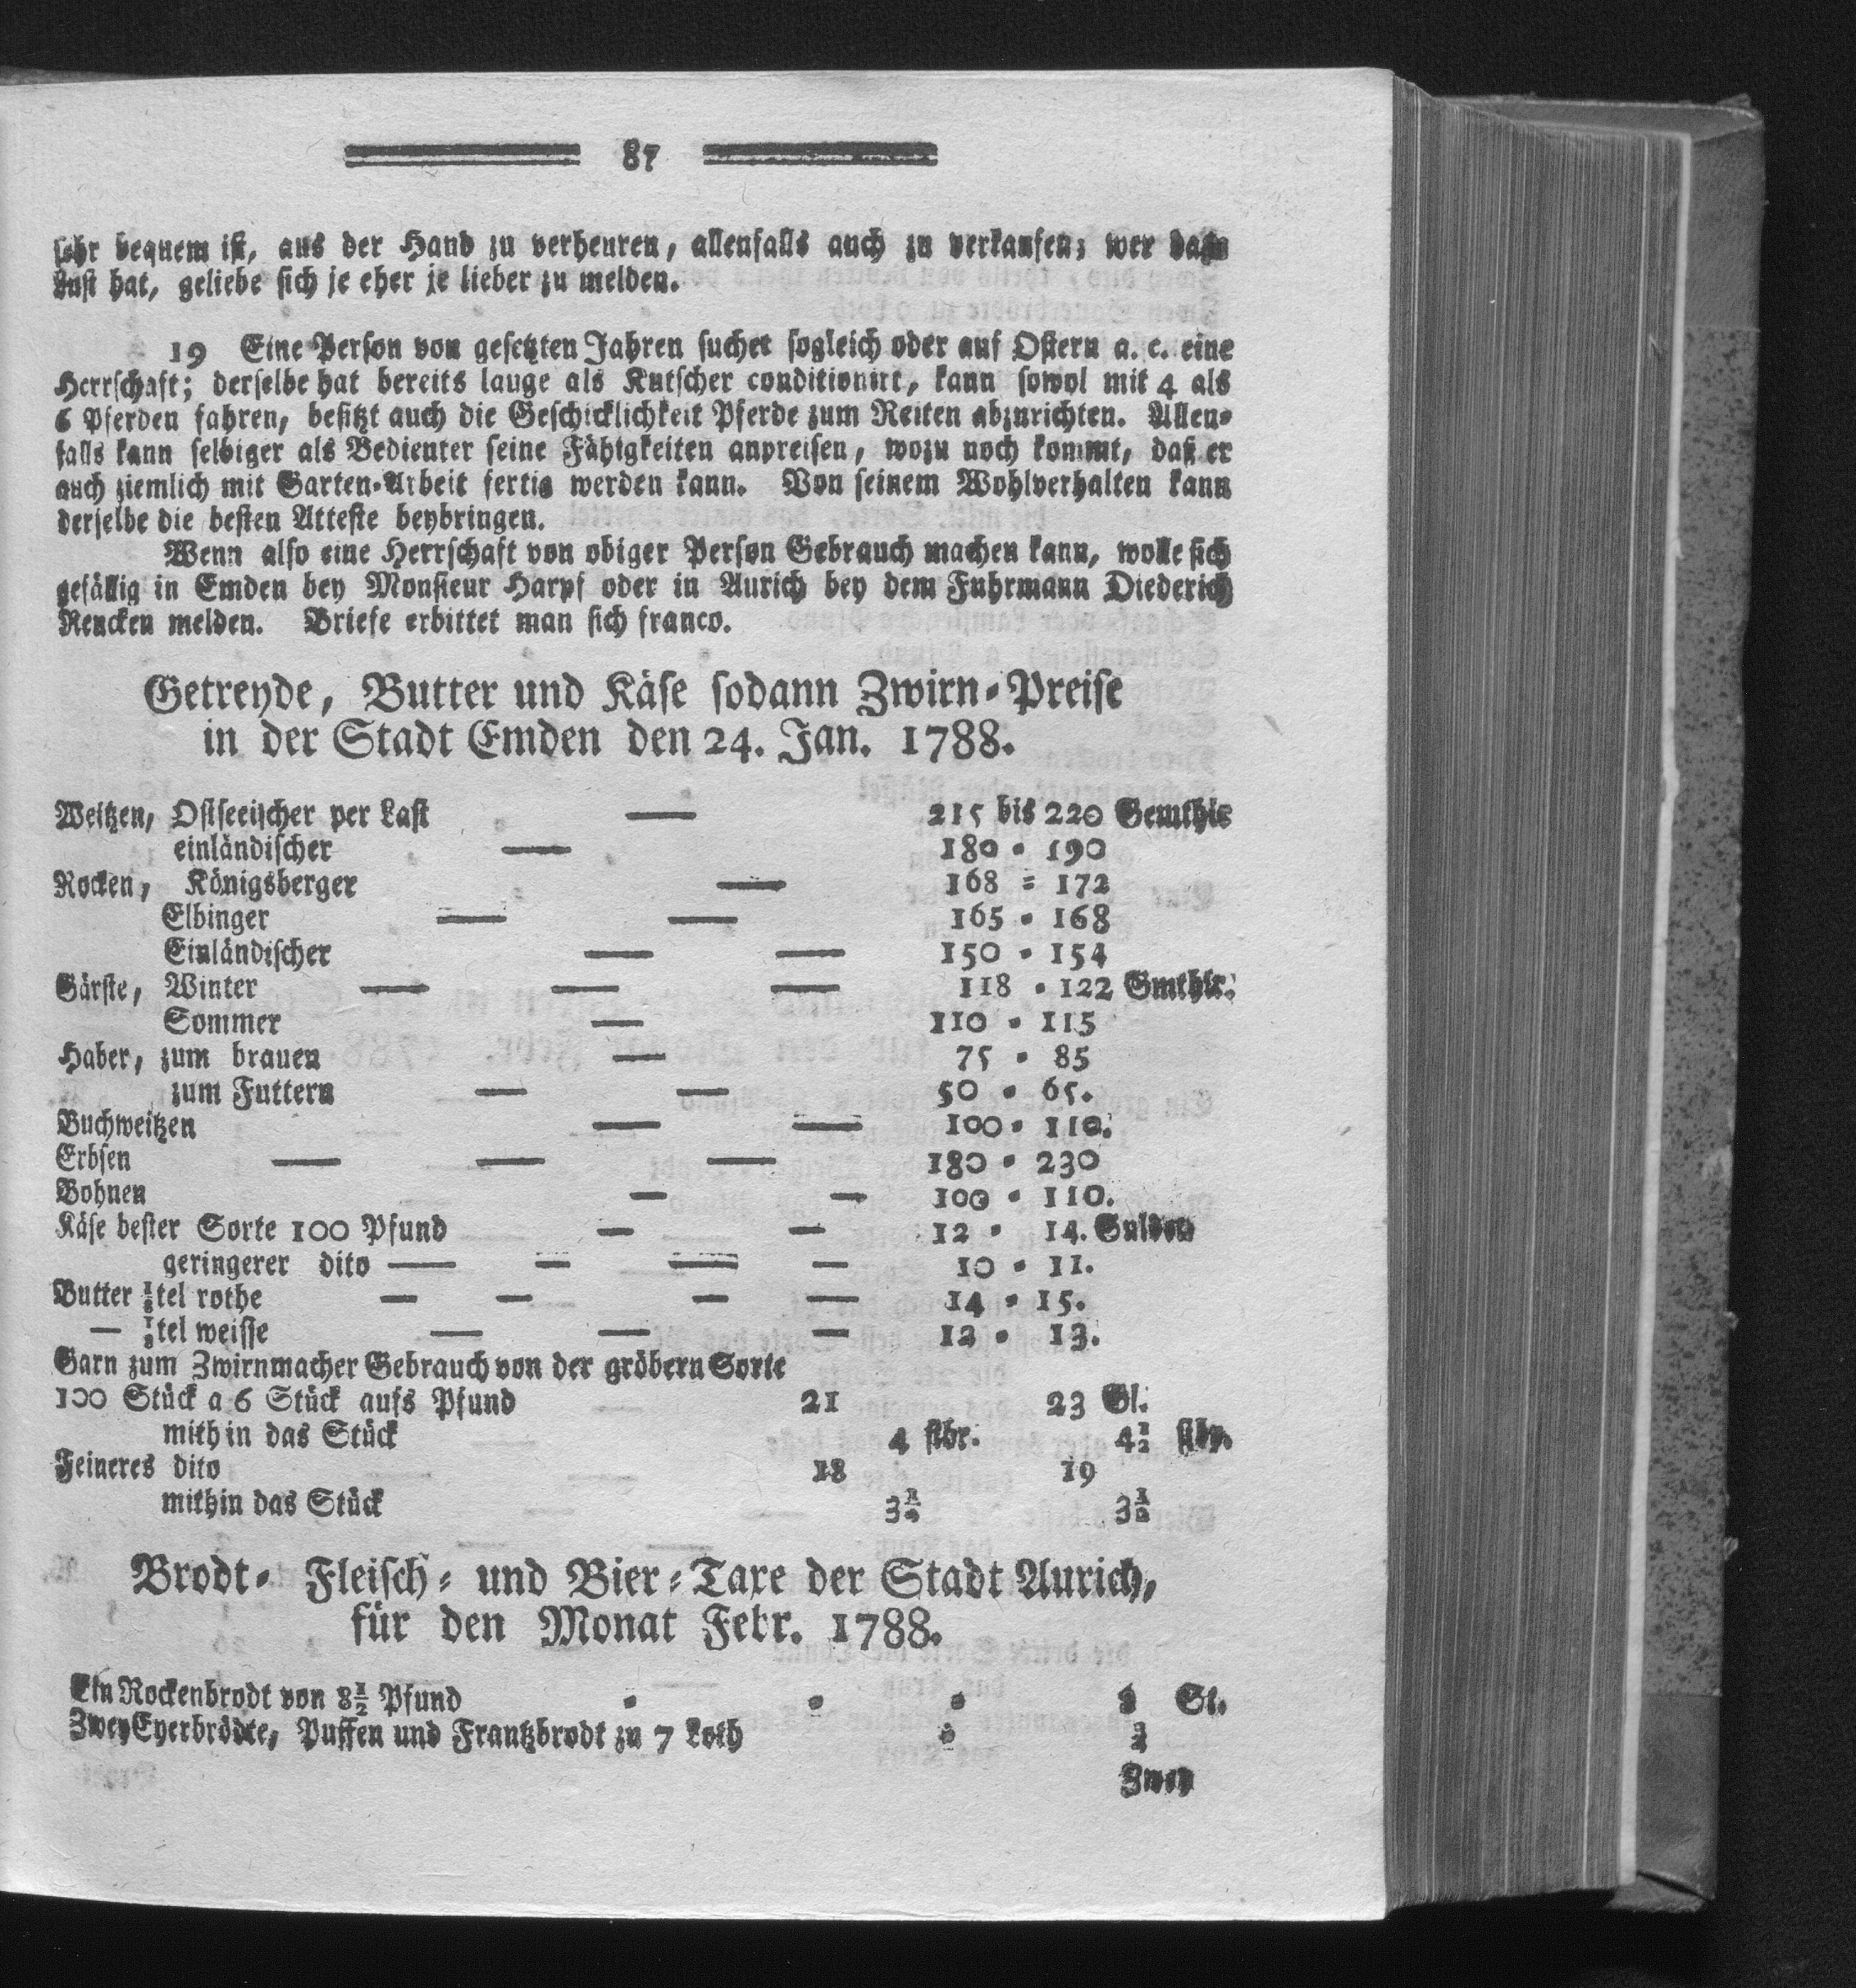 87
sehr bequem ist, aus der Hand zu verheuren, allenfalls auch zu verkaufen; wer dazu
Lust hat, geliebe sich je eher je lieber zu melden.
19 Eine Person von gesetzten Jahren suchet sogleich oder auf Ostern a. c. eine
Herrschaft; derselbe hat bereits lange als Kutscher conditionirt, kann sowol mit 4 als
6 Pferden fahren, besitzt auch die Geschicklichkeit Pferde zum Reiten abzurichten. Allen-
falls kann selbiger als Bedienter seine Fähigkeiten anpreisen, wozu noch kommt, daß er
auch ziemlich mit Garten-Arbeit fertig werden kann. Von seinem Wohlverhalten kann
derselbe die besten Atteste beybringen.
Wenn also eine Herrschaft von obiger Person Gebrauch machen kann, wolle sich
gefällig in Emden bey Monsieur Harpf oder in Aurich bey dem Fuhrmann Diederich
Rencken melden. Briefe erbittet man sich franco.
Getreyde, Butter und Käse sodann Zwirn-Preise
in der Stadt Emden den 24. Jan. 1788.
Weitzen, Ostseeischer per Last — 215 bis 220 Gemthlr
einländischer — 180 - 190
Rocken, Königsberger — 168 = 172
Elbinger — — 165 - 168
Einländischer — — 150 - 154
Gärste, Winter — — — 118 - 122 Gmthlr.
Sommer — 110 - 115
Haber, zum brauen — 75 - 85
zum Futtern — — 50 - 65.
Buchweitzen — — 100 - 110.
Erbsen — — — 180 - 230
Bohnen — — 100 - 110.
Käse bester Sorte 100 Pfund — — 12 - 14. Gulden
geringerer dito — — — — 10 - 11.
Butter ⅛tel rothe — — — — 14 - 15.
— ⅛tel weisse — — — 12 - 13.
Garn zum Zwirnmacher Gebrauch von der gröbern Sorte
100 Stück a 6 Stück aufs Pfund 21 23 Gl.
mithin das Stück 4 stbr. 4½ stbr.
Feineres dito 18 19
mithin das Stück 3½ 3½
Brodt- Fleisch- und Bier-Taxe der Stadt Aurich,
für den Monat Febr. 1788.
Ein Rockenbrodt von 8½ Pfund - - - Sl.
Zwey Eyerbrödte, Puffen und Frantzbrodt zu 7 Loth -
Zwey